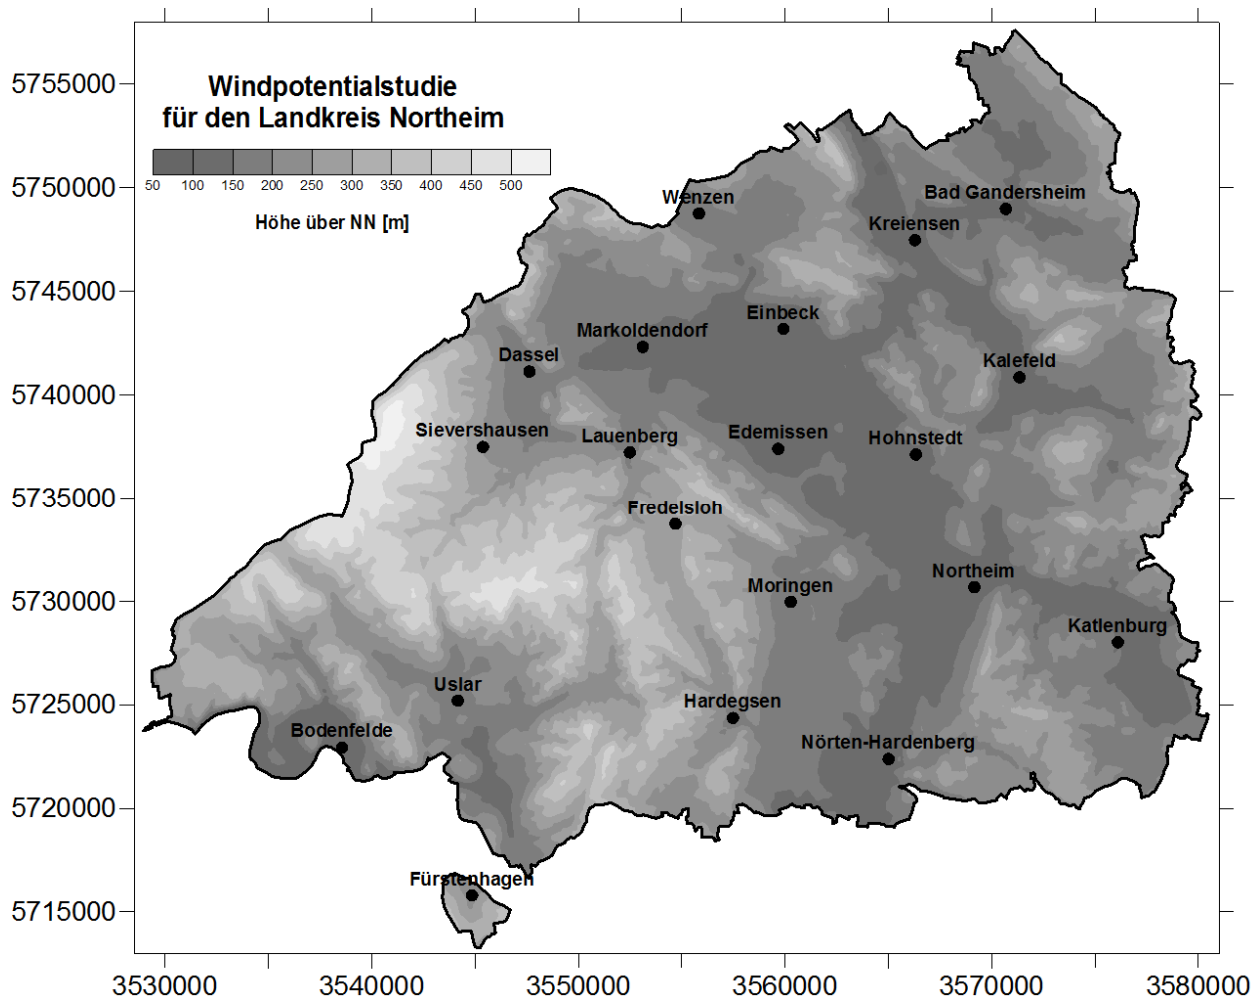 Windpotentialstudie
für den Landkreis Northeim
50 100 150 200 250 300 350 400 450 500
Höhe über NN [m]
5755000
5750000
5745000
5740000
5735000
5730000
5725000
5720000
5715000
Wenzen
Bad Gandersheim
Kreiensen
Einbeck
Markoldendorf
Dassel
Kalefeld
Sievershausen
Lauenberg
Edemissen
Hohnstedt
Fredelsloh
Moringen
Northeim
Katlenburg
Uslar
Hardegsen
Bodenfelde
Nörten-Hardenberg
Fürstenhagen
3530000 3540000 3550000 3560000 3570000 3580000